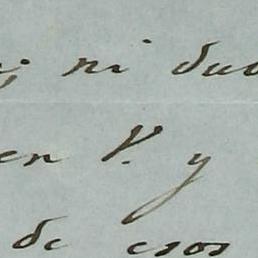 ; ni dud
en V. y
de esos